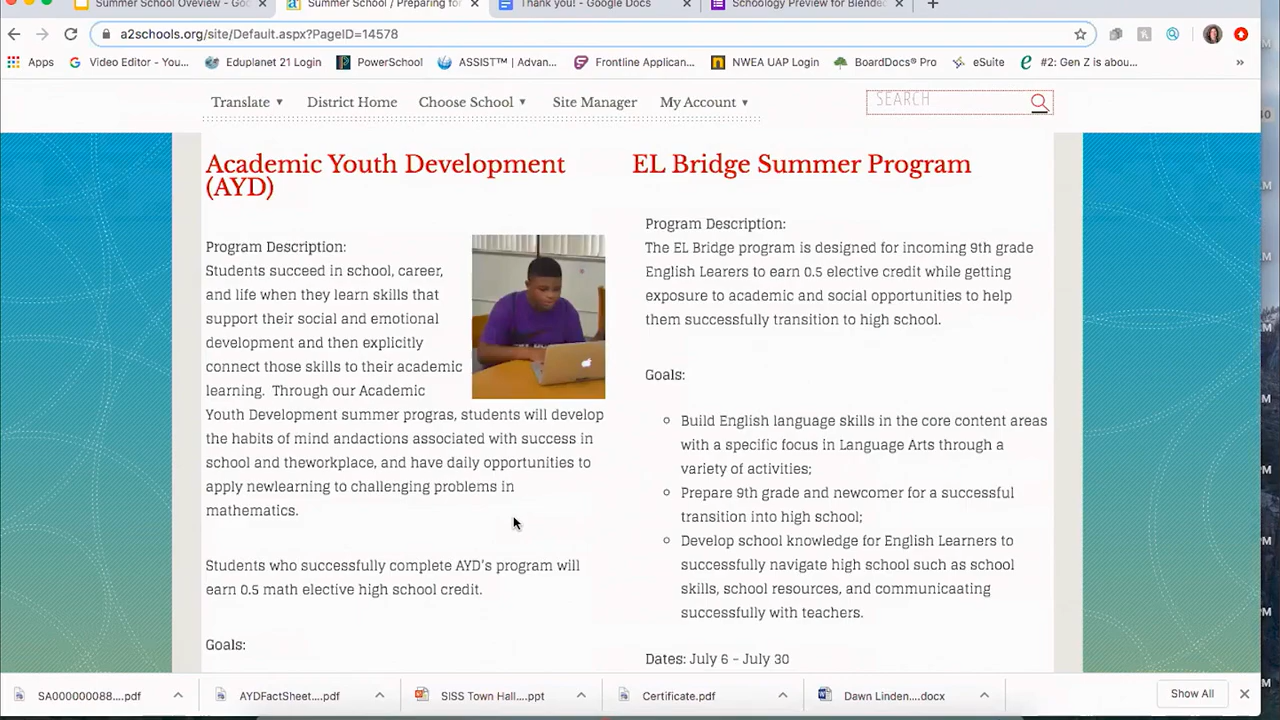 Summer School Oveview - Goo
Summer School / Preparing for
Thank you! - Google Docs
Schoology Preview for Blended
a2schools.org/site/Default.aspx?PageID=14578
Apps
Video Editor - You...
Eduplanet 21 Login
PowerSchool
ASSIST™ | Advan...
Frontline Applican...
NWEA UAP Login
BoardDocs® Pro
eSuite
#2: Gen Z is abou...
Translate
District Home
Choose School
Site Manager
My Account
SEARCH
Academic Youth Development
(AYD)
Program Description:
Students succeed in school, career,
and life when they learn skills that
support their social and emotional
development and then explicitly
connect those skills to their academic
learning. Through our Academic
Youth Development summer progras, students will develop
the habits of mind andactions associated with success in
school and theworkplace, and have daily opportunities to
apply newlearning to challenging problems in
mathematics.
Students who successfully complete AYD's program will
earn 0.5 math elective high school credit.
Goals:
EL Bridge Summer Program
Program Description:
The EL Bridge program is designed for incoming 9th grade
English Learers to earn 0.5 elective credit while getting
exposure to academic and social opportunities to help
them successfully transition to high school.
Goals:
Build English language skills in the core content areas
with a specific focus in Language Arts through a
variety of activities;
Prepare 9th grade and newcomer for a successful
transition into high school;
Develop school knowledge for English Learners to
successfully navigate high school such as school
skills, school resources, and communicaating
successfully with teachers.
Dates: July 6 - July 30
SA000000088....pdf
AYDFactSheet....pdf
SISS Town Hall....ppt
Certificate.pdf
Dawn Linden....docx
Show All